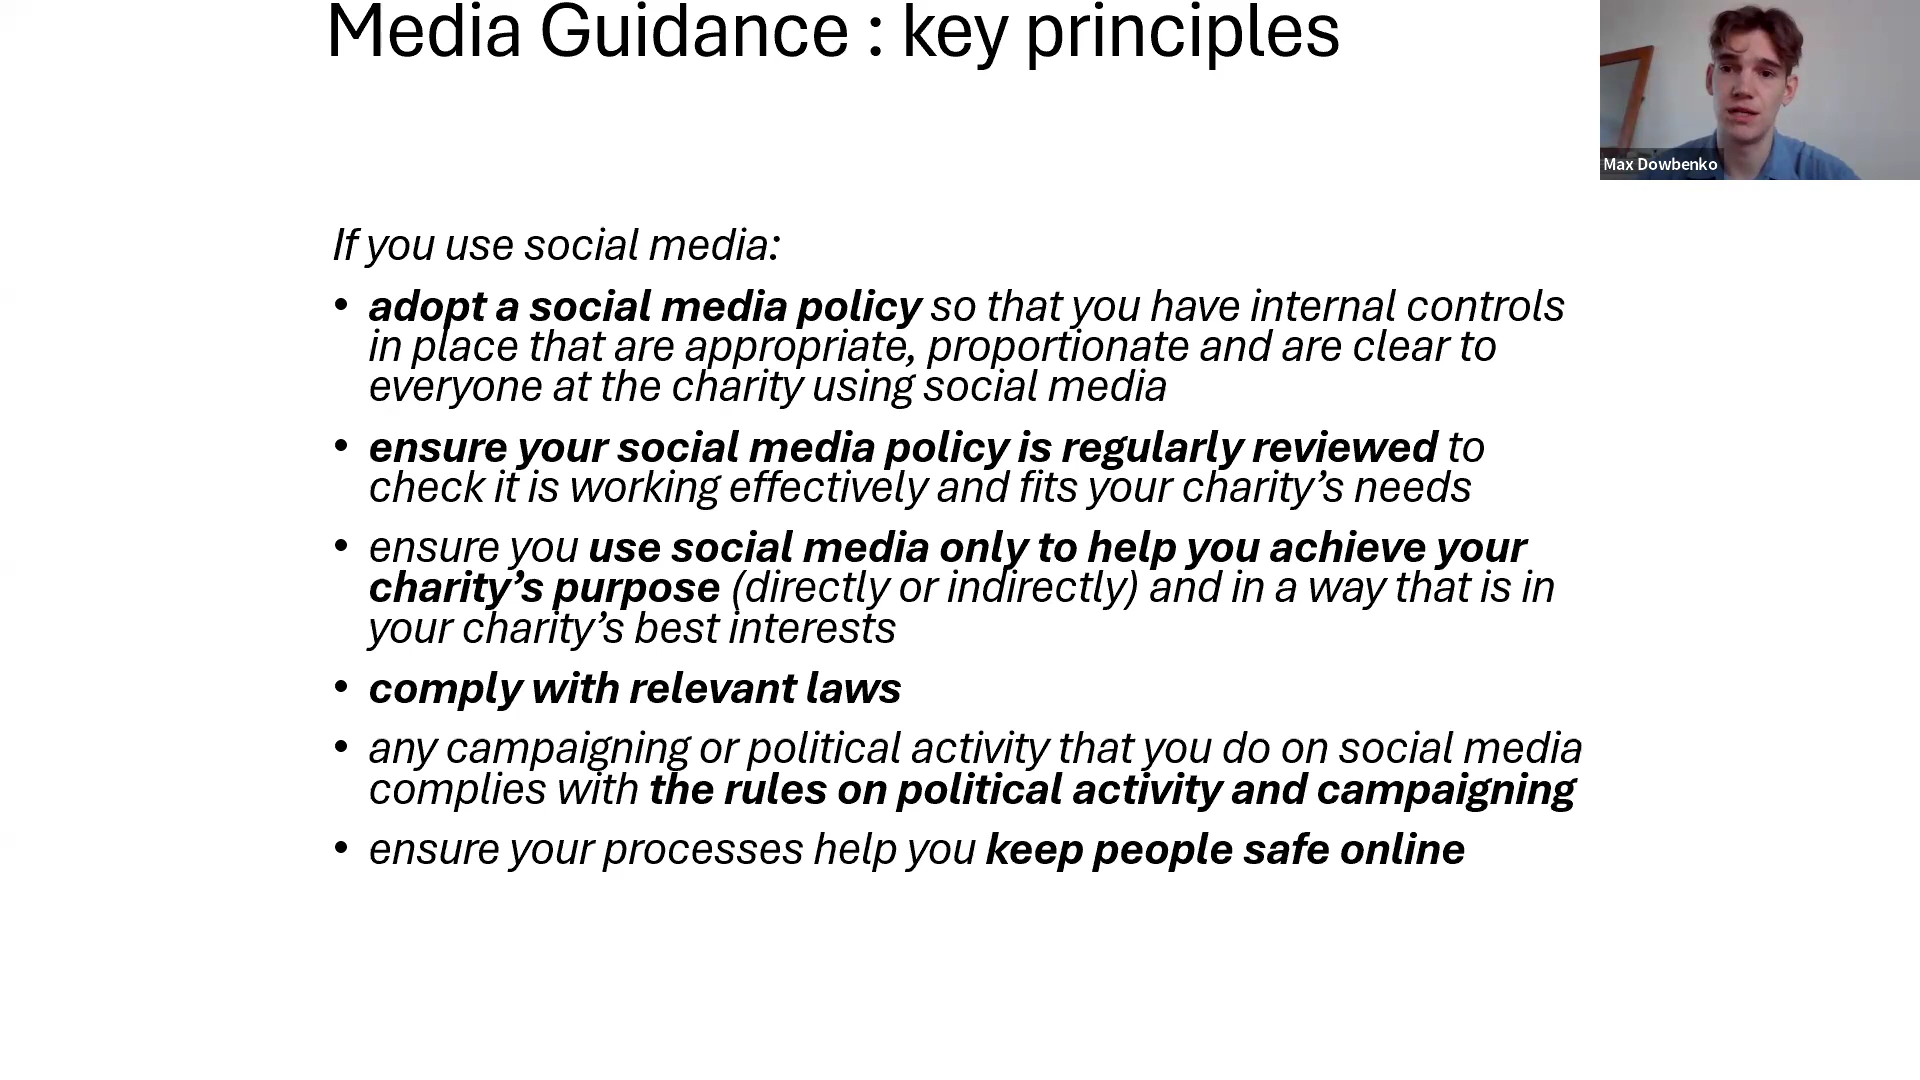 Media Guidance : key principles
Max Dowbenko
If you use social media:
• adopt a social media policy so that you have internal controls
in place that are appropriate, proportionate and are clear to
everyone at the charity using social media
• ensure your social media policy is regularly reviewed to
check it is working effectively and fits your charity’s needs
• ensure you use social media only to help you achieve your
charity’s purpose (directly or indirectly) and in a way that is in
your charity’s best interests
• comply with relevant laws
• any campaigning or political activity that you do on social media
complies with the rules on political activity and campaigning
• ensure your processes help you keep people safe online